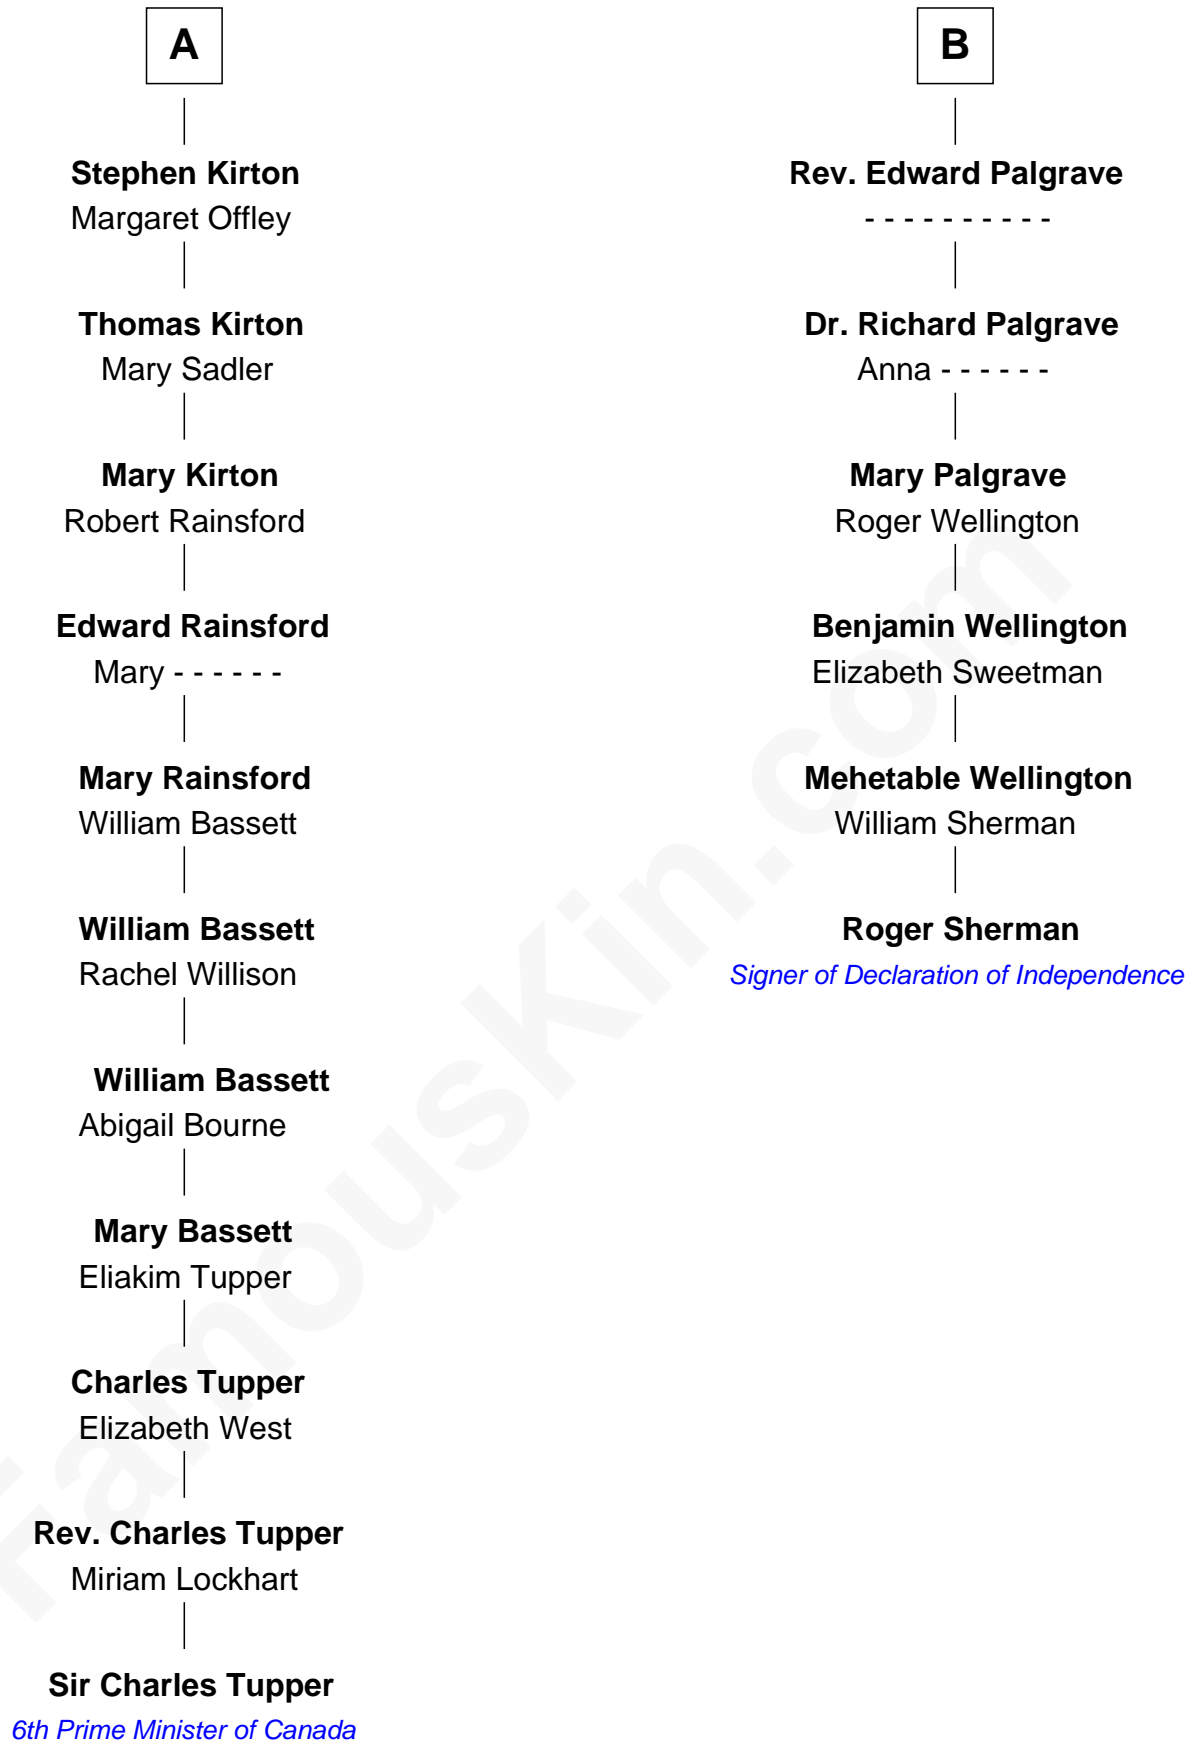 A
Stephen Kirton
Margaret Offley
Thomas Kirton
Mary Sadler
Mary Kirton
Robert Rainsford
Edward Rainsford
Mary - - - - - -
Mary Rainsford
William Bassett
William Bassett
Rachel Willison
William Bassett
Abigail Bourne
Mary Bassett
Eliakim Tupper
Charles Tupper
Elizabeth West
Rev. Charles Tupper
Miriam Lockhart
Sir Charles Tupper
6th Prime Minister of Canada
B
Rev. Edward Palgrave
- - - - - - - - - -
Dr. Richard Palgrave
Anna - - - - - -
Mary Palgrave
Roger Wellington
Benjamin Wellington
Elizabeth Sweetman
Mehetable Wellington
William Sherman
Roger Sherman
Signer of Declaration of Independence
FamousKin.com